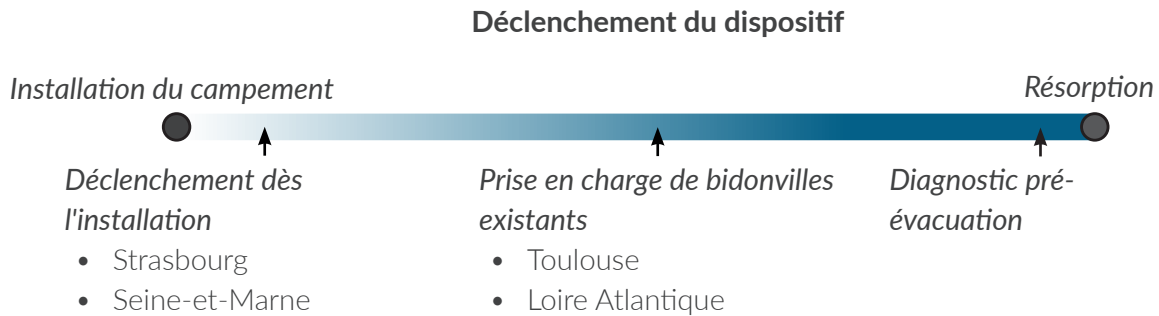 Déclenchement du dispositif
Installation du campement
Résorption
Déclenchement dès
l'installation
• Strasbourg
• Seine-et-Marne
Prise en charge de bidonvilles
existants
• Toulouse
• Loire Atlantique
Diagnostic pré-
évacuation